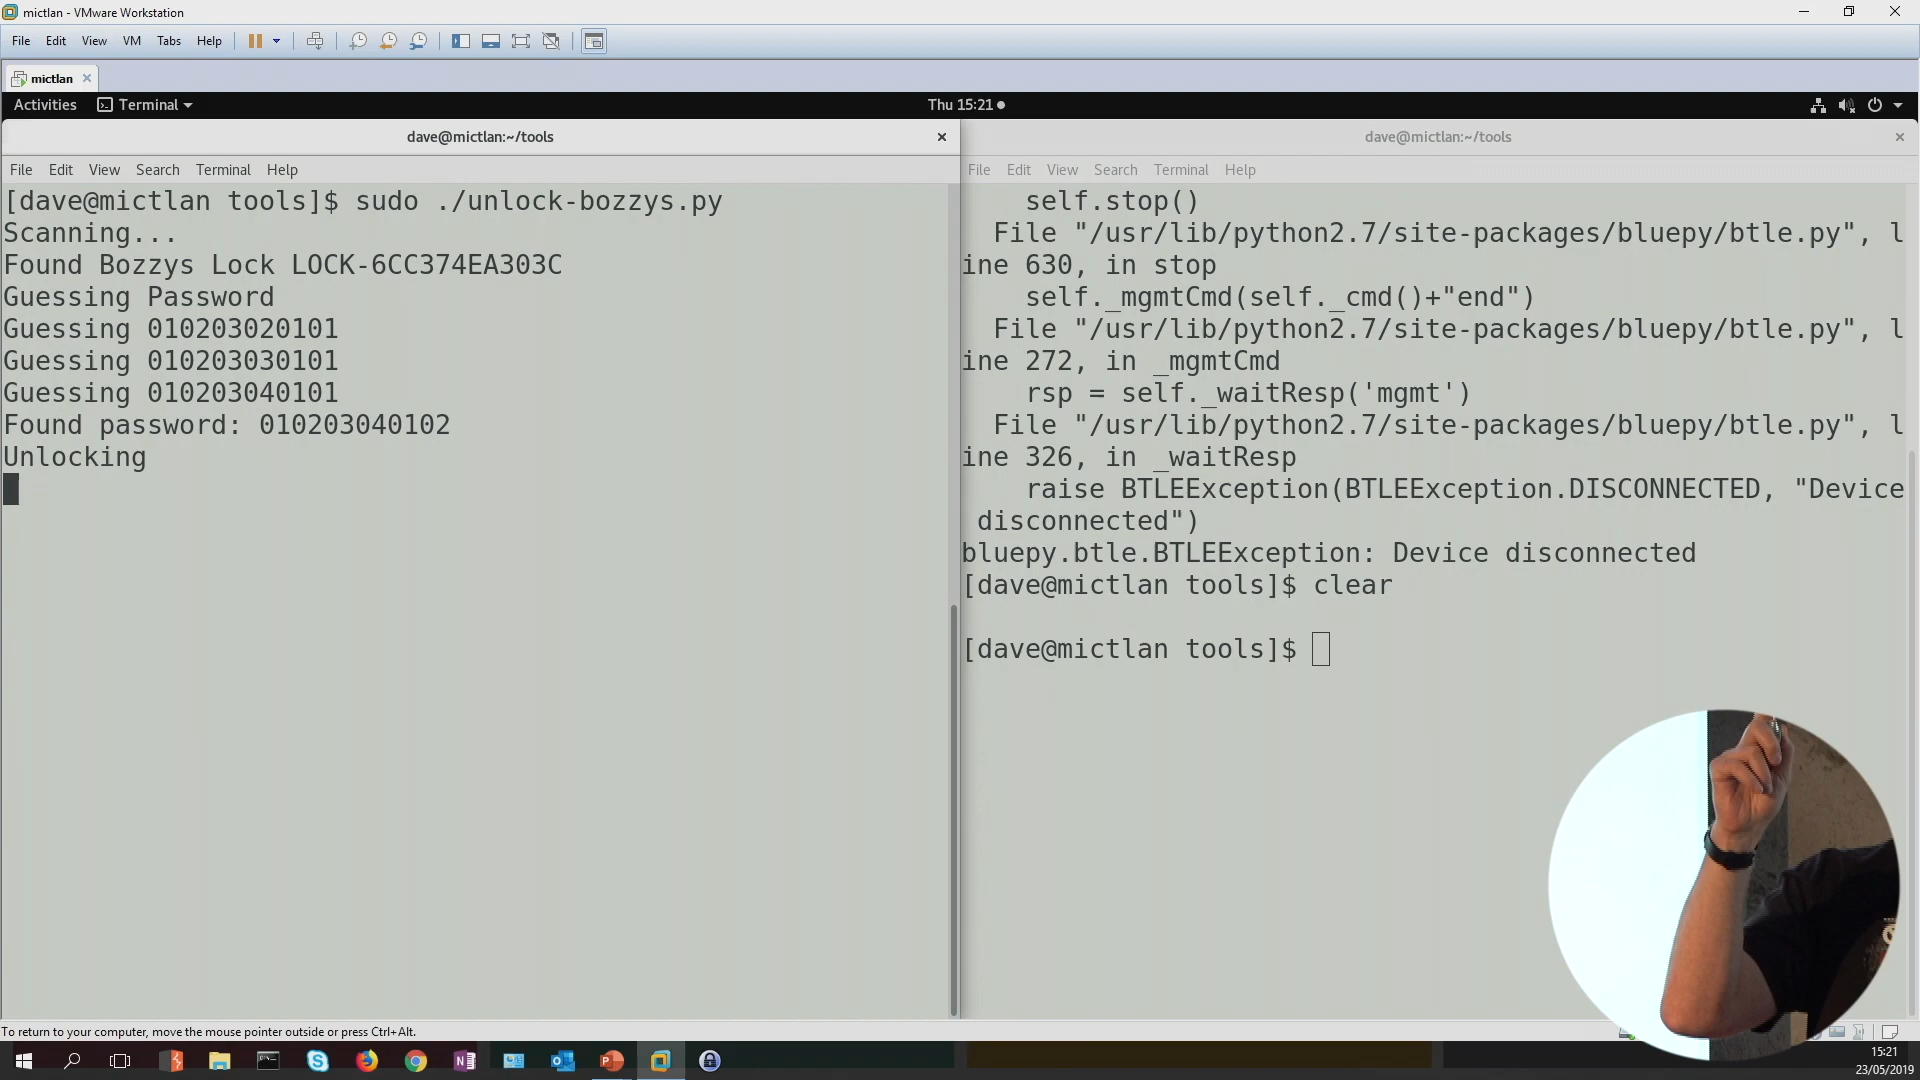 mictlan - VMware Workstation
File Edit View VM Tabs Help
mictlan
Activities Terminal Thu 15:21
dave@mictlan:~/tools
File Edit View Search Terminal Help
[dave@mictlan tools]$ sudo ./unlock-bozzys.py
Scanning...
Found Bozzys Lock LOCK-6CC374EA303C
Guessing Password
Guessing 010203020101
Guessing 010203030101
Guessing 010203040101
Found password: 010203040102
Unlocking
dave@mictlan:~/tools
File Edit View Search Terminal Help
self.stop()
File "/usr/lib/python2.7/site-packages/bluepy/btle.py", l
ine 630, in stop
self._mgmtCmd(self._cmd()+"end")
File "/usr/lib/python2.7/site-packages/bluepy/btle.py", l
ine 272, in _mgmtCmd
rsp = self._waitResp('mgmt')
File "/usr/lib/python2.7/site-packages/bluepy/btle.py", l
ine 326, in _waitResp
raise BTLEException(BTLEException.DISCONNECTED, "Device
disconnected")
bluepy.btle.BTLEException: Device disconnected
[dave@mictlan tools]$ clear
[dave@mictlan tools]$
To return to your computer, move the mouse pointer outside or press Ctrl+Alt.
15:21
23/05/2019